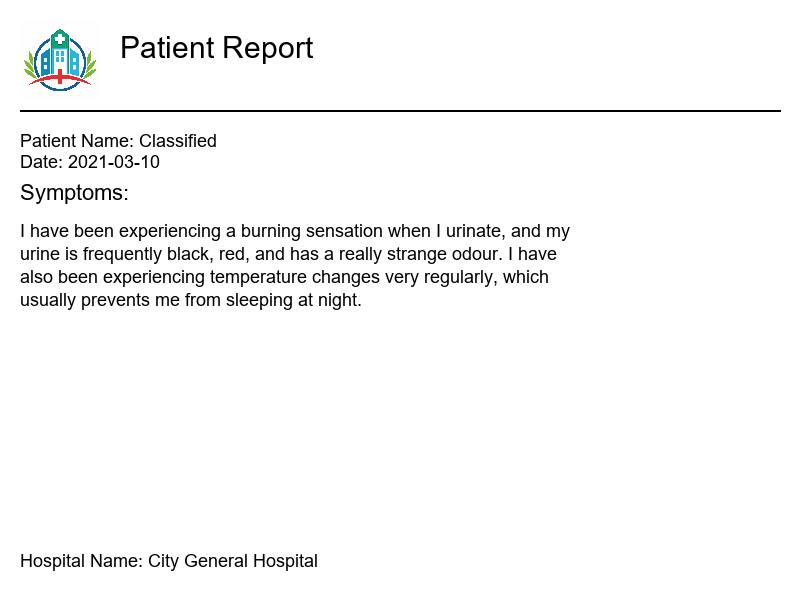 Patient Report
Patient Name: Classified
Date: 2021-03-10
Symptoms:
I have been experiencing a burning sensation when I urinate, and my
urine is frequently black, red, and has a really strange odour. I have
also been experiencing temperature changes very regularly, which
usually prevents me from sleeping at night.
Hospital Name: City General Hospital